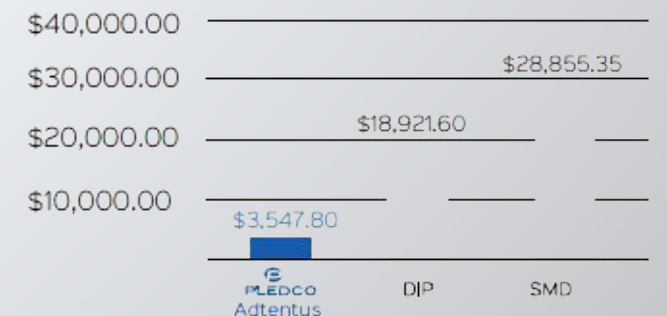 $40,000.00
$30,000.00
$28,855.35
$20,000.00
$18,921.60
$10,000.00
$3,547.80
PLEDCO
Adtentus
DIP
SMD